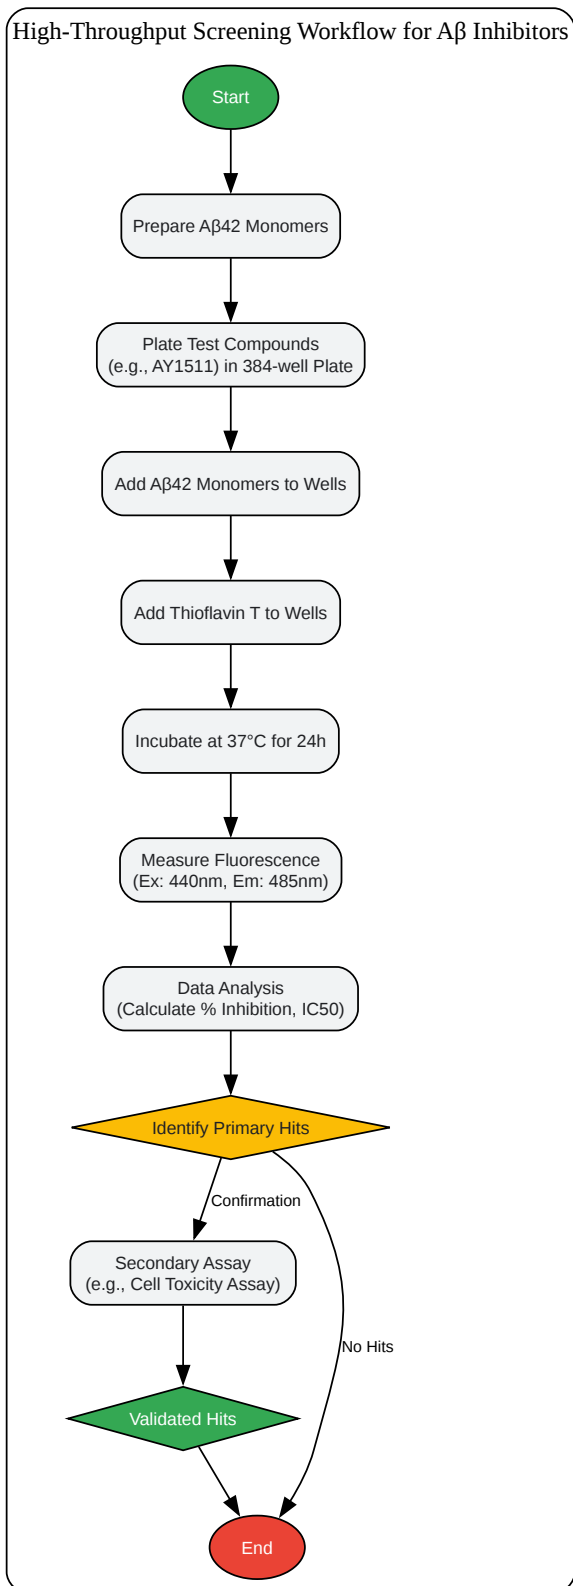 High-Throughput Screening Workflow for Aβ Inhibitors
Start
Prepare Aβ42 Monomers
Plate Test Compounds
(e.g., AY1511) in 384-well Plate
Add Aβ42 Monomers to Wells
Add Thioflavin T to Wells
Incubate at 37°C for 24h
Measure Fluorescence
(Ex: 440nm, Em: 485nm)
Data Analysis
(Calculate % Inhibition, IC50)
Identify Primary Hits
Confirmation
Secondary Assay
(e.g., Cell Toxicity Assay)
No Hits
Validated Hits
End